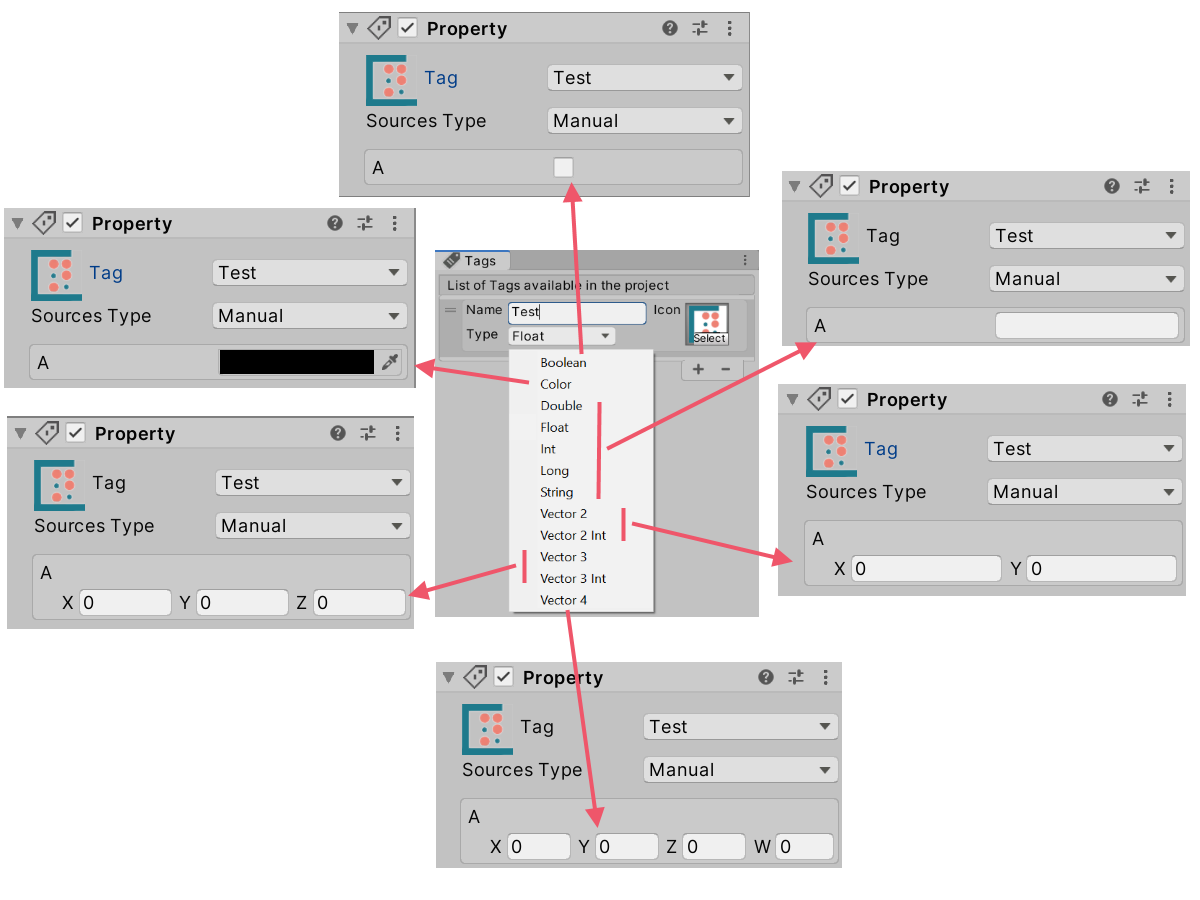 Property
Tag
Test
Sources Type
Manual
A
Property
Tag
Test
Sources Type
Manual
A
Tags
List of Tags available in the project
Name
Test
Icon
Select
Type
Float
Boolean
Color
Double
Float
Int
Long
String
Vector 2
Vector 2 Int
Vector 3
Vector 3 Int
Vector 4
+ −
Property
Tag
Test
Sources Type
Manual
A
Property
Tag
Test
Sources Type
Manual
A
X 0 Y 0 Z 0
Property
Tag
Test
Sources Type
Manual
A
X 0 Y 0
Property
Tag
Test
Sources Type
Manual
A
X 0 Y 0 Z 0 W 0